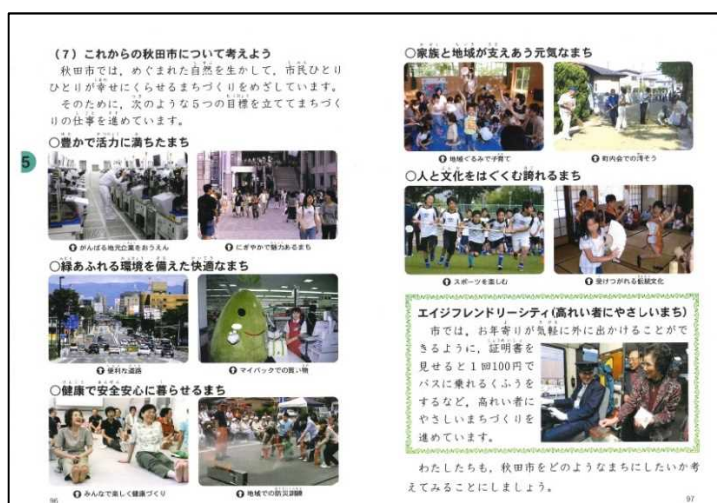 (7) これからの秋田市について考えよう
秋田市では，めぐまれた自然を生かして，市民ひとり
ひとりが幸せにくらせるまちづくりをめざしています。
そのために，次のような5つの目標を立ててまちづく
りの仕事を進めています。
○豊かで活力に満ちたまち
5
がんばる地元企業をおうえん
にぎやかで魅力あるまち
○緑あふれる環境を備えた快適なまち
便利な道路
マイバックでの買い物
○健康で安全安心に暮らせるまち
みんなで楽しく健康づくり
地域での防災訓練
96
○家族と地域が支えあう元気なまち
地域ぐるみで子育て
町内会での清そう
○人と文化をはぐくむ誇れるまち
スポーツを楽しむ
受けつがれる伝統文化
エイジフレンドリーシティ(高れい者にやさしいまち)
市では，お年寄りが気軽に外に出かけることがで
きるように，証明書を
見せると1回100円で
バスに乗れるくふうを
するなど，高れい者に
やさしいまちづくりを
進めています。
わたしたちも，秋田市をどのようなまちにしたいか考
えてみることにしましょう。
97